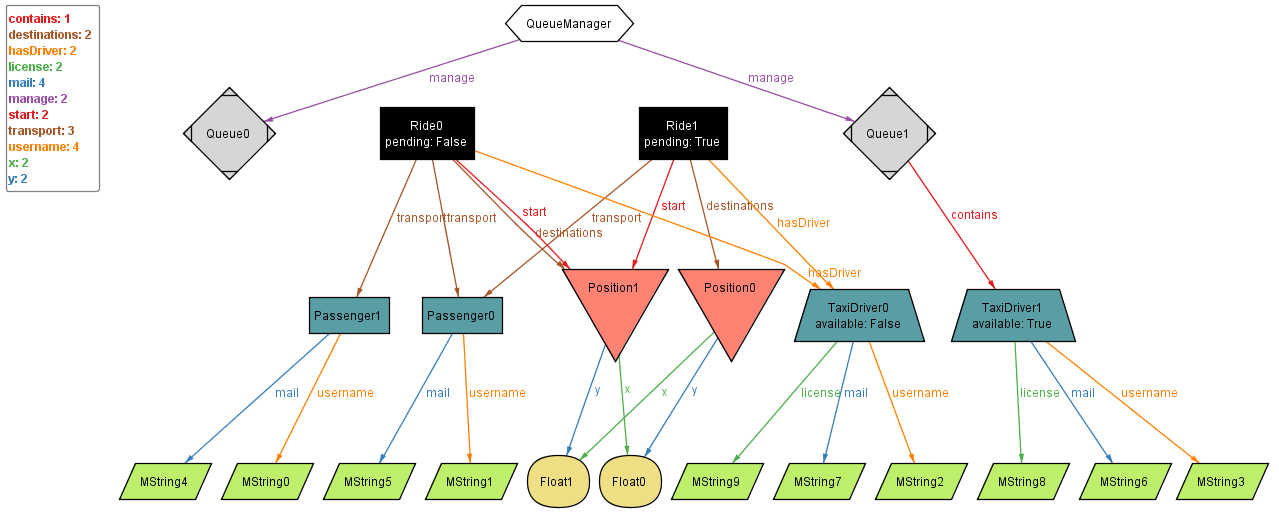 contains: 1
destinations: 2
hasDriver: 2
license: 2
mail: 4
manage: 2
start: 2
transport: 3
username: 4
x: 2
y: 2
QueueManager
manage
manage
Queue0
Ride0
pending: False
Ride1
pending: True
Queue1
transport
transport
start
destinations
transport
start
destinations
hasDriver
hasDriver
contains
Passenger1
Passenger0
Position1
Position0
TaxiDriver0
available: False
TaxiDriver1
available: True
mail
username
mail
username
y
x
x
y
license
mail
username
license
mail
username
MString4
MString0
MString5
MString1
Float1
Float0
MString9
MString7
MString2
MString8
MString6
MString3